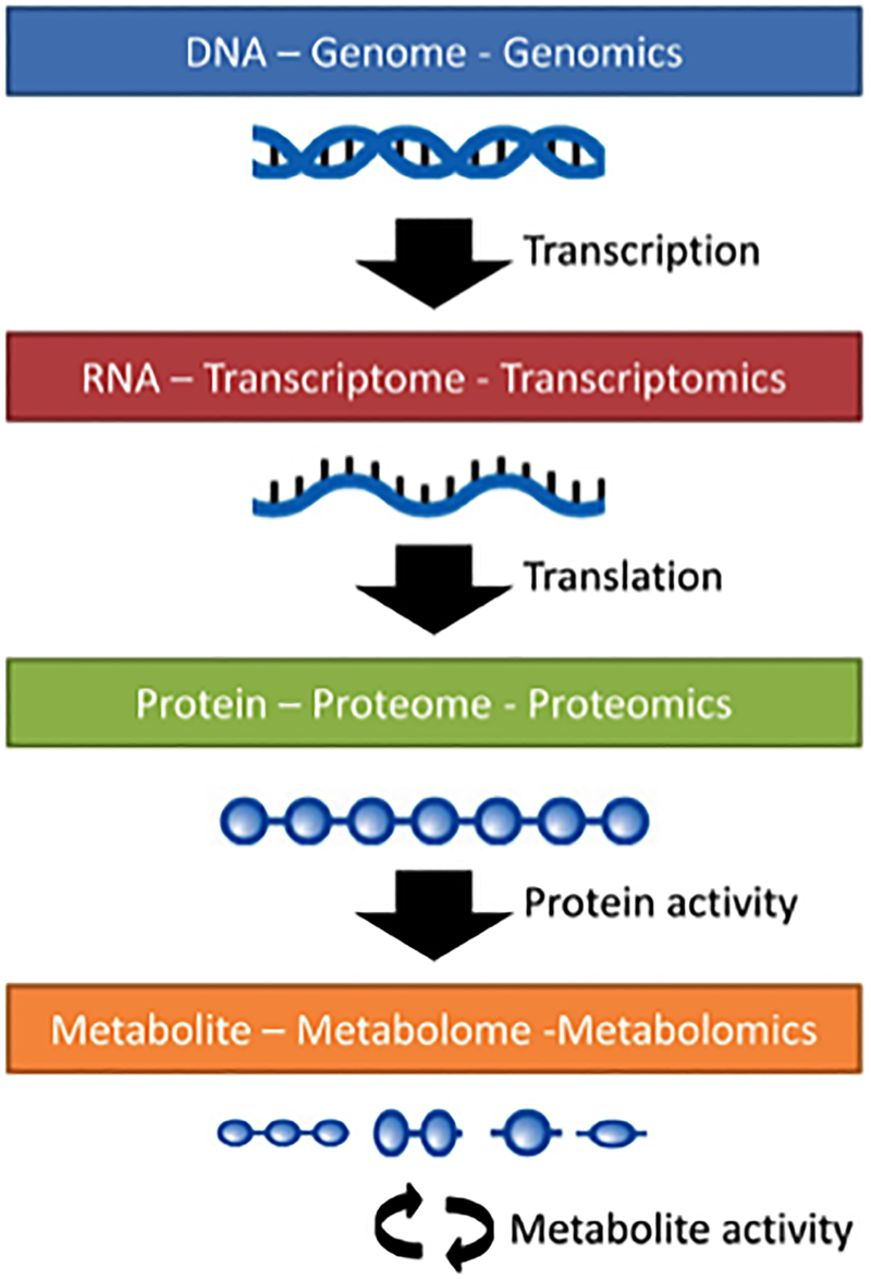 DNA – Genome - Genomics
Transcription
RNA – Transcriptome - Transcriptomics
Translation
Protein – Proteome - Proteomics
Protein activity
Metabolite – Metabolome -Metabolomics
Metabolite activity